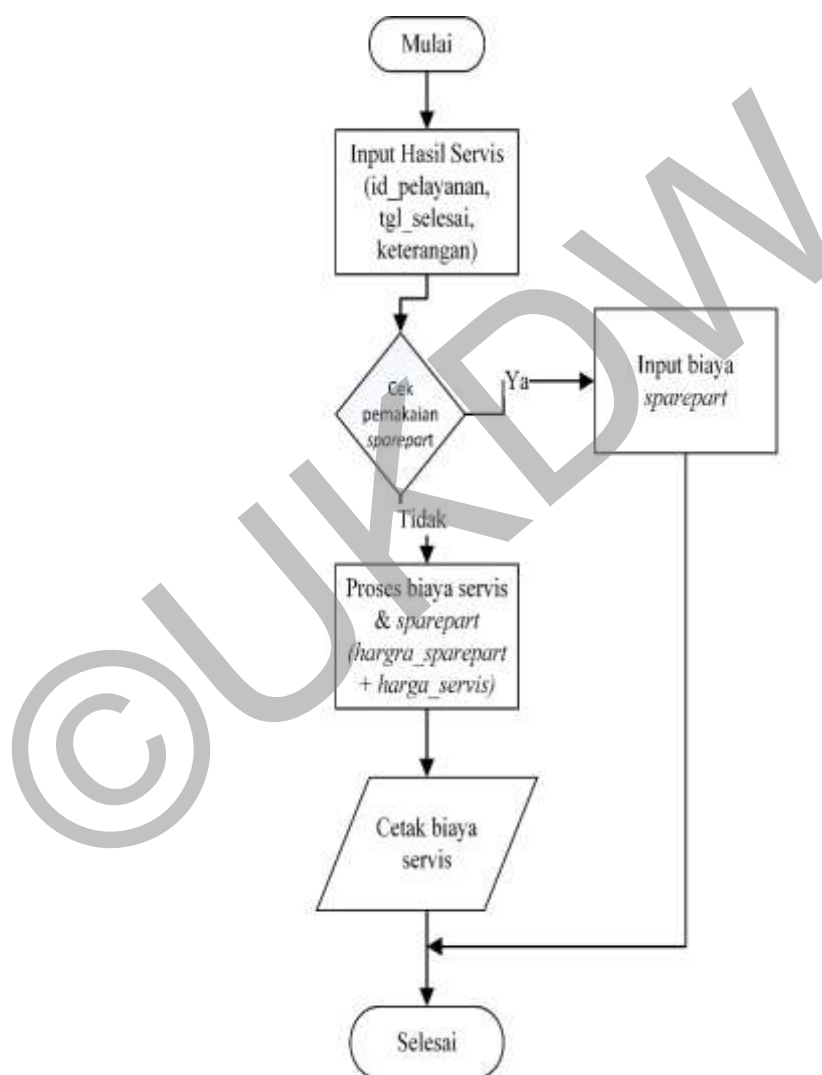 Mulai
Input Hasil Servis
(id_pelayanan,
tgl_selesai,
keterangan)
Cek
pemakaian
sparepart
Ya
Input biaya
sparepart
Tidak
Proses biaya servis
& sparepart
(hargra_sparepart
+ harga_servis)
Cetak biaya
servis
Selesai
©UKDW